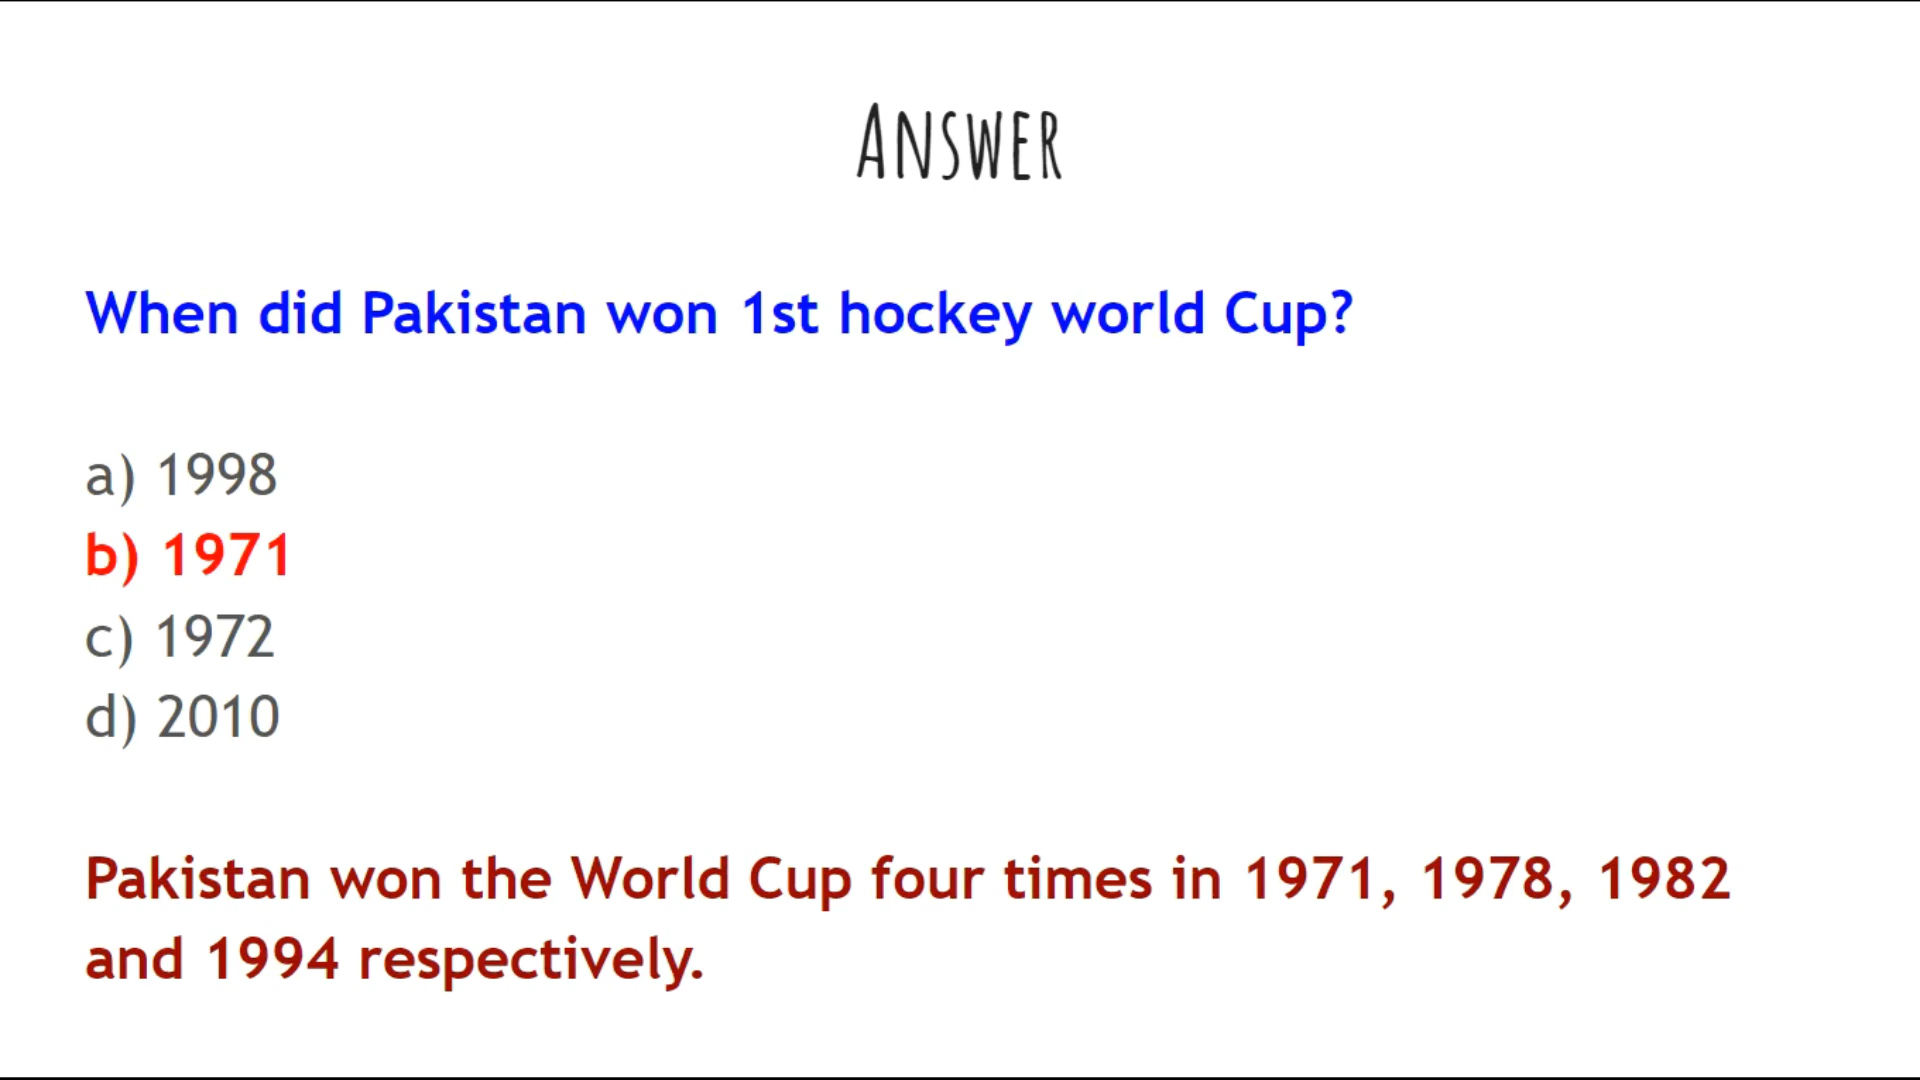 Answer
When did Pakistan won 1st hockey world Cup?
a) 1998
b) 1971
c) 1972
d) 2010
Pakistan won the World Cup four times in 1971, 1978, 1982
and 1994 respectively.